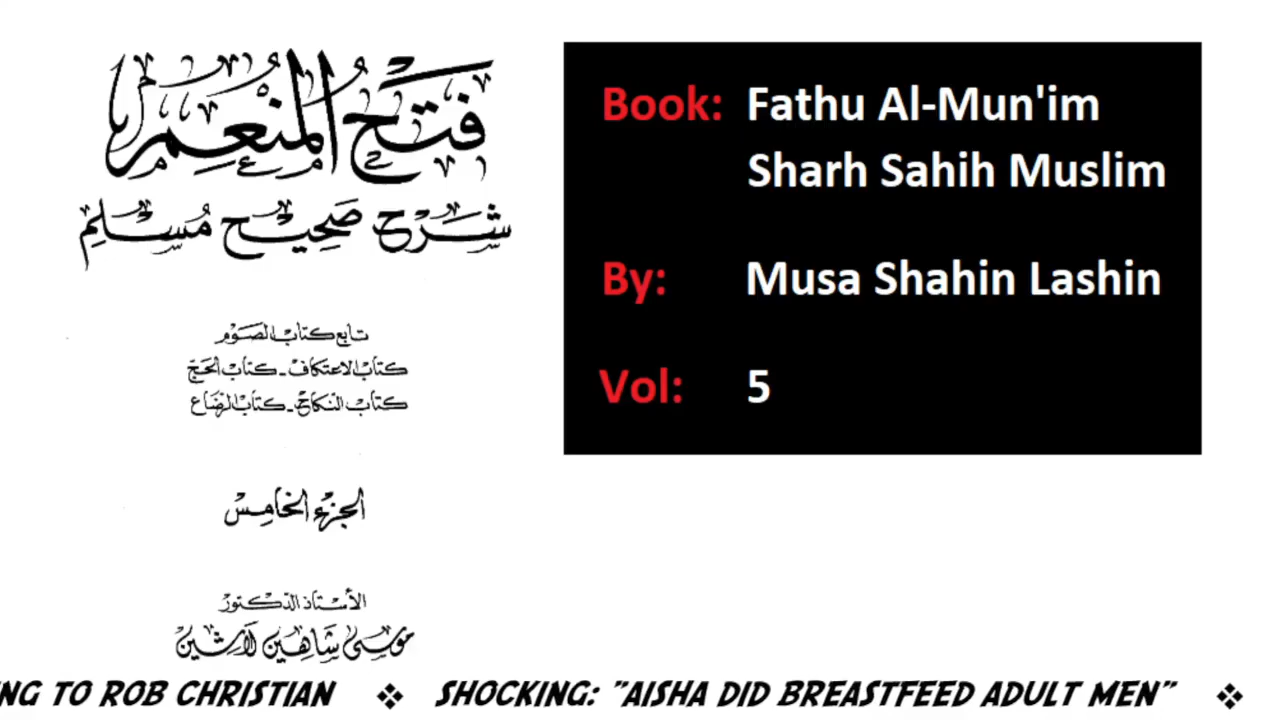 فتح المنعم
شرح صحيح مسلم
تابع كتاب الصوم
كتاب الاعتكاف - كتاب الحج
كتاب النكاح - كتاب الرضاع
الجزء الخامس
الأستاذ الدكتور
موسى شاهين لاشين
Book: Fathu Al-Mun'im
Sharh Sahih Muslim
By: Musa Shahin Lashin
Vol: 5
NG TO ROB CHRISTIAN ❖ SHOCKING: "AISHA DID BREASTFEED ADULT MEN" ❖